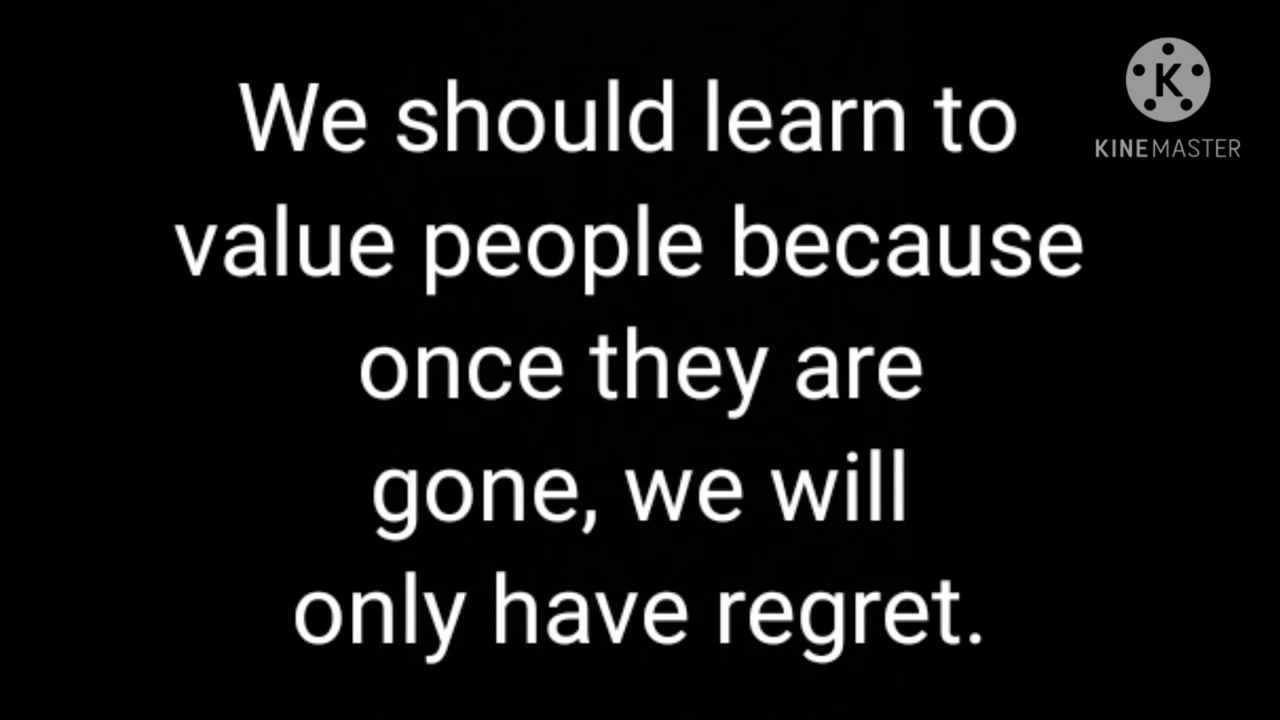 We should learn to
value people because
once they are
gone, we will
only have regret.
K
KINEMASTER